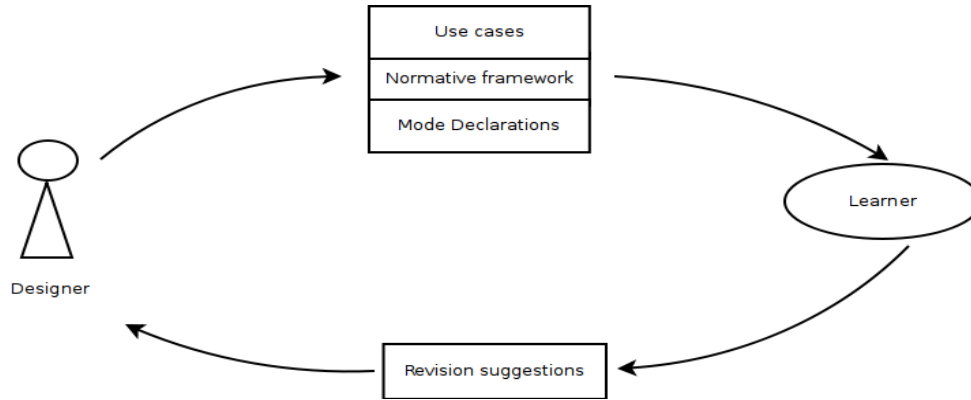 Use cases
Normative framework
Mode Declarations
Learner
Designer
Revision suggestions